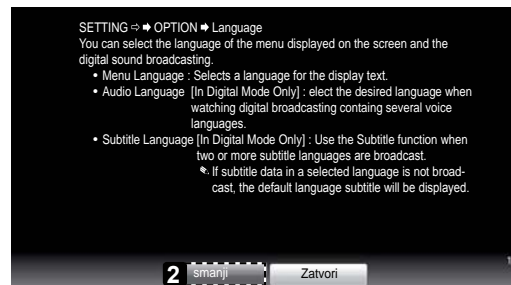 SETTING ⇨ ➡ OPTION ➡ Language
You can select the language of the menu displayed on the screen and the
digital sound broadcasting.
• Menu Language : Selects a language for the display text.
• Audio Language [In Digital Mode Only] : elect the desired language when
watching digital broadcasting containg several voice
languages.
• Subtitle Language [In Digital Mode Only] : Use the Subtitle function when
two or more subtitle languages are broadcast.
✎ If subtitle data in a selected language is not broad-
cast, the default language subtitle will be displayed.
2 smanji Zatvori